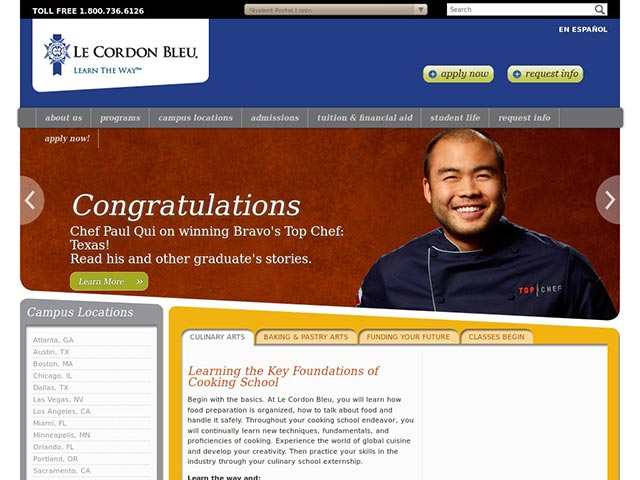 TOLL FREE 1.800.736.6126
Student Portal Login
Search
EN ESPAÑOL
LE CORDON BLEU.
LEARN THE WAY™
apply now
request info
about us
programs
campus locations
admissions
tuition & financial aid
student life
request info
apply now!
Congratulations
Chef Paul Qui on winning Bravo's Top Chef:
Texas!
Read his and other graduate's stories.
Learn More »
TOP CHEF
Campus Locations
Atlanta, GA
Austin, TX
Boston, MA
Chicago, IL
Dallas, TX
Las Vegas, NV
Los Angeles, CA
Miami, FL
Minneapolis, MN
Orlando, FL
Portland, OR
Sacramento, CA
CULINARY ARTS
BAKING & PASTRY ARTS
FUNDING YOUR FUTURE
CLASSES BEGIN
Learning the Key Foundations of
Cooking School
Begin with the basics. At Le Cordon Bleu, you will learn how
food preparation is organized, how to talk about food and
handle it safely. Throughout your cooking school endeavor, you
will continually learn new techniques, fundamentals, and
proficiencies of cooking. Experience the world of global cuisine
and develop your creativity. Then practice your skills in the
industry through your culinary school externship.
Learn the way and: